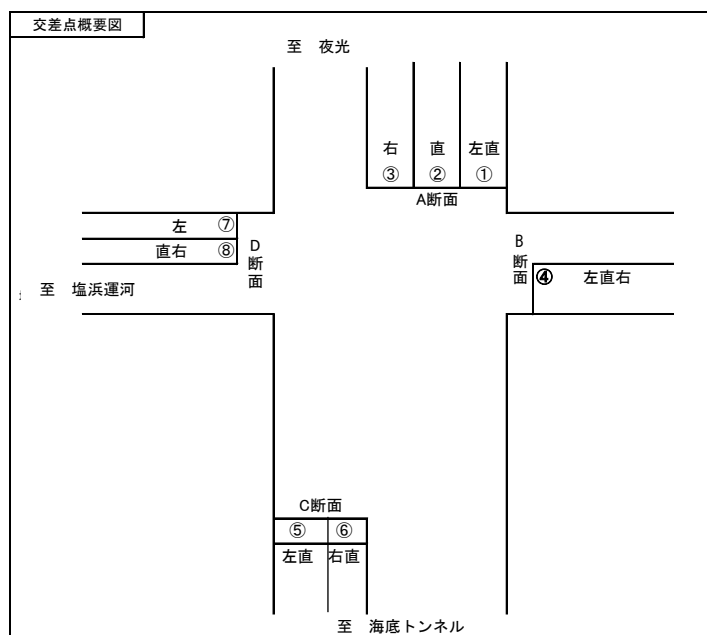 交差点概要図
至 夜光
右 直 左直
③ ② ①
A断面
左 ⑦
直右 ⑧
D断面
B断面
④ 左直右
至 塩浜運河
C断面
⑤ ⑥
左直 右直
至 海底トンネル